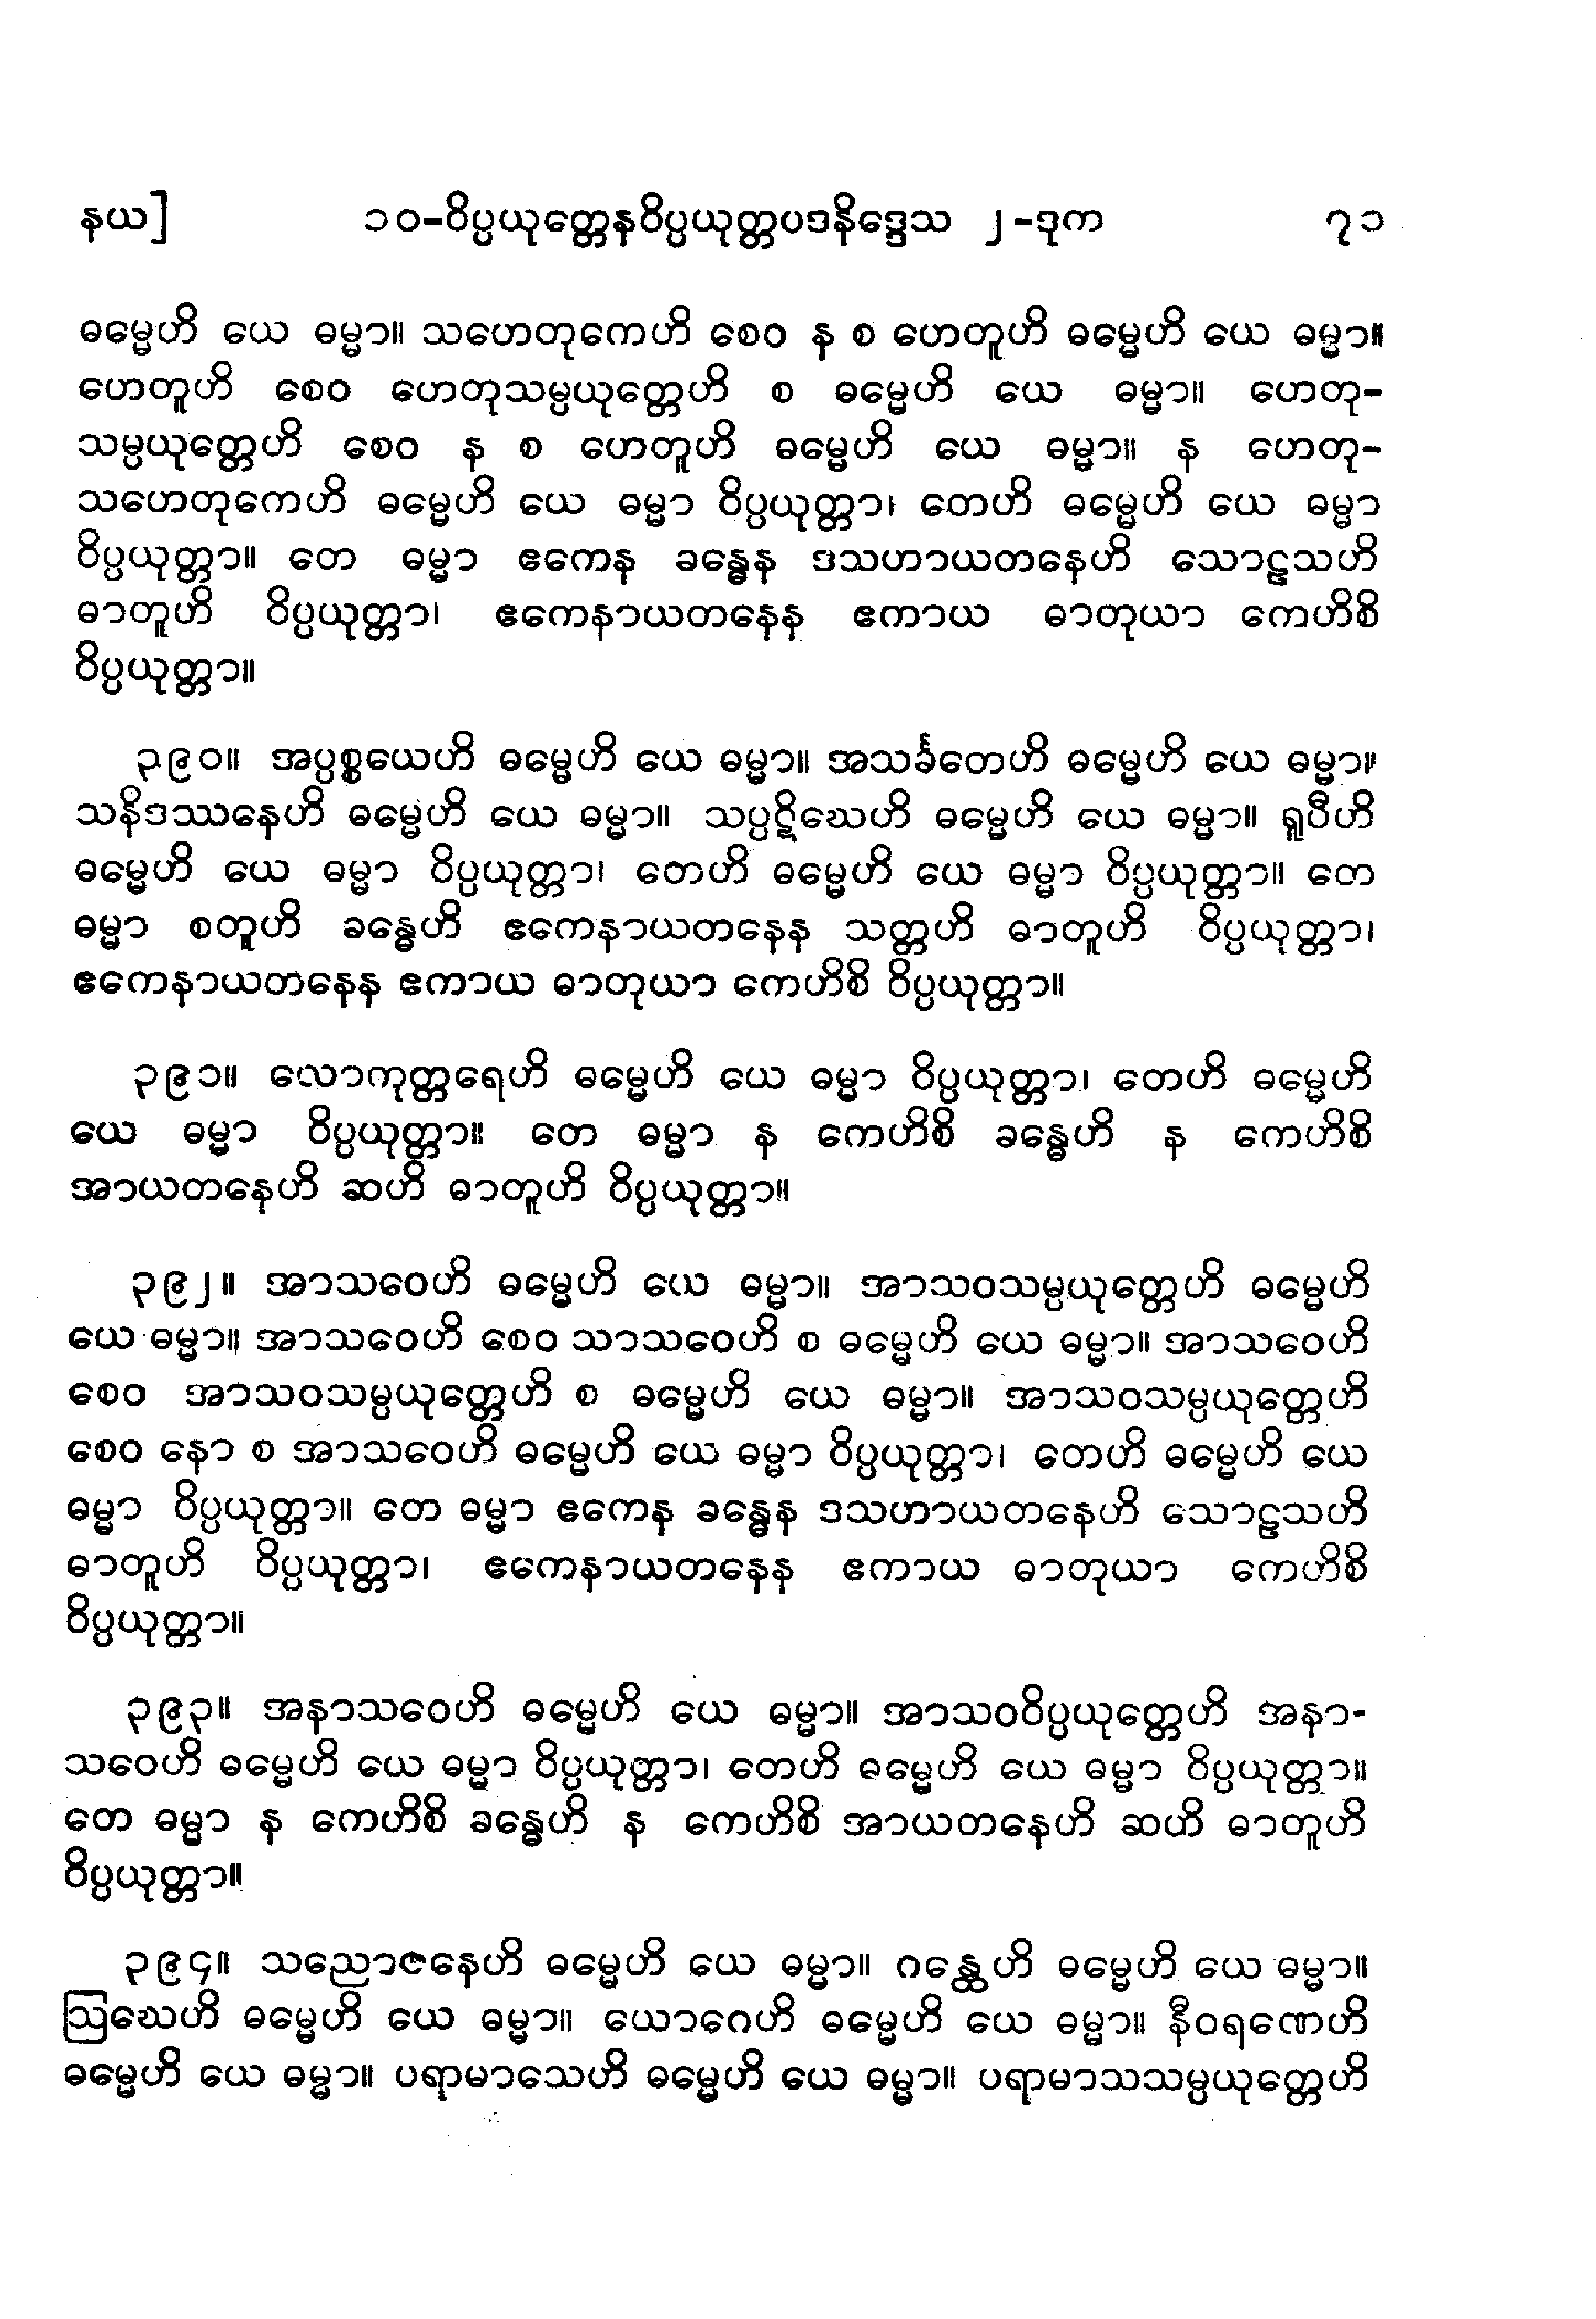 နယ] ၁၀-ဝိပ္ပယုတ္တေနဝိပ္ပယုတ္တပဒနိဒ္ဒေသ ၂-ဒုက ၇၁
ဓမ္မေဟိ ယေ ဓမ္မာ။ သဟေတုကေဟိ စေဝ န စ ဟေတူဟိ ဓမ္မေဟိ ယေ ဓမ္မာ။
ဟေတူဟိ စေဝ ဟေတုသမ္ပယုတ္တေဟိ စ ဓမ္မေဟိ ယေ ဓမ္မာ။ ဟေတု-
သမ္ပယုတ္တေဟိ စေဝ န စ ဟေတူဟိ ဓမ္မေဟိ ယေ ဓမ္မာ။ န ဟေတု-
သဟေတုကေဟိ ဓမ္မေဟိ ယေ ဓမ္မာ ဝိပ္ပယုတ္တာ၊ တေဟိ ဓမ္မေဟိ ယေ ဓမ္မာ
ဝိပ္ပယုတ္တာ။ တေ ဓမ္မာ ဧကေန ခန္ဓေန ဒသဟာယတနေဟိ သောဠသဟိ
ဓာတူဟိ ဝိပ္ပယုတ္တာ၊ ဧကေနာယတနေန ဧကာယ ဓာတုယာ ကေဟိစိ
ဝိပ္ပယုတ္တာ။
၃၉၀။ အပ္ပစ္စယေဟိ ဓမ္မေဟိ ယေ ဓမ္မာ။ အသင်္ခတေဟိ ဓမ္မေဟိ ယေ ဓမ္မာ။
သနိဒဿနေဟိ ဓမ္မေဟိ ယေ ဓမ္မာ။ သပ္ပဋိဃေဟိ ဓမ္မေဟိ ယေ ဓမ္မာ။ ရူပီဟိ
ဓမ္မေဟိ ယေ ဓမ္မာ ဝိပ္ပယုတ္တာ၊ တေဟိ ဓမ္မေဟိ ယေ ဓမ္မာ ဝိပ္ပယုတ္တာ။ တေ
ဓမ္မာ စတူဟိ ခန္ဓေဟိ ဧကေနာယတနေန သတ္တဟိ ဓာတူဟိ ဝိပ္ပယုတ္တာ၊
ဧကေနာယတနေန ဧကာယ ဓာတုယာ ကေဟိစိ ဝိပ္ပယုတ္တာ။
၃၉၁။ လောကုတ္တရေဟိ ဓမ္မေဟိ ယေ ဓမ္မာ ဝိပ္ပယုတ္တာ၊ တေဟိ ဓမ္မေဟိ
ယေ ဓမ္မာ ဝိပ္ပယုတ္တာ။ တေ ဓမ္မာ န ကေဟိစိ ခန္ဓေဟိ န ကေဟိစိ
အာယတနေဟိ ဆဟိ ဓာတူဟိ ဝိပ္ပယုတ္တာ။
၃၉၂။ အာသဝေဟိ ဓမ္မေဟိ ယေ ဓမ္မာ။ အာသဝသမ္ပယုတ္တေဟိ ဓမ္မေဟိ
ယေ ဓမ္မာ။ အာသဝေဟိ စေဝ သာသဝေဟိ စ ဓမ္မေဟိ ယေ ဓမ္မာ။ အာသဝေဟိ
စေဝ အာသဝသမ္ပယုတ္တေဟိ စ ဓမ္မေဟိ ယေ ဓမ္မာ။ အာသဝသမ္ပယုတ္တေဟိ
စေဝ နော စ အာသဝေဟိ ဓမ္မေဟိ ယေ ဓမ္မာ ဝိပ္ပယုတ္တာ၊ တေဟိ ဓမ္မေဟိ ယေ
ဓမ္မာ ဝိပ္ပယုတ္တာ။ တေ ဓမ္မာ ဧကေန ခန္ဓေန ဒသဟာယတနေဟိ သောဠသဟိ
ဓာတူဟိ ဝိပ္ပယုတ္တာ၊ ဧကေနာယတနေန ဧကာယ ဓာတုယာ ကေဟိစိ
ဝိပ္ပယုတ္တာ။
၃၉၃။ အနာသဝေဟိ ဓမ္မေဟိ ယေ ဓမ္မာ။ အာသဝဝိပ္ပယုတ္တေဟိ အနာ-
သဝေဟိ ဓမ္မေဟိ ယေ ဓမ္မာ ဝိပ္ပယုတ္တာ၊ တေဟိ ဓမ္မေဟိ ယေ ဓမ္မာ ဝိပ္ပယုတ္တာ။
တေ ဓမ္မာ န ကေဟိစိ ခန္ဓေဟိ န ကေဟိစိ အာယတနေဟိ ဆဟိ ဓာတူဟိ
ဝိပ္ပယုတ္တာ။
၃၉၄။ သညောဇနေဟိ ဓမ္မေဟိ ယေ ဓမ္မာ။ ဂန္ထေဟိ ဓမ္မေဟိ ယေ ဓမ္မာ။
ဩဃေဟိ ဓမ္မေဟိ ယေ ဓမ္မာ။ ယောဂေဟိ ဓမ္မေဟိ ယေ ဓမ္မာ။ နီဝရဏေဟိ
ဓမ္မေဟိ ယေ ဓမ္မာ။ ပရာမာသေဟိ ဓမ္မေဟိ ယေ ဓမ္မာ။ ပရာမာသသမ္ပယုတ္တေဟိ